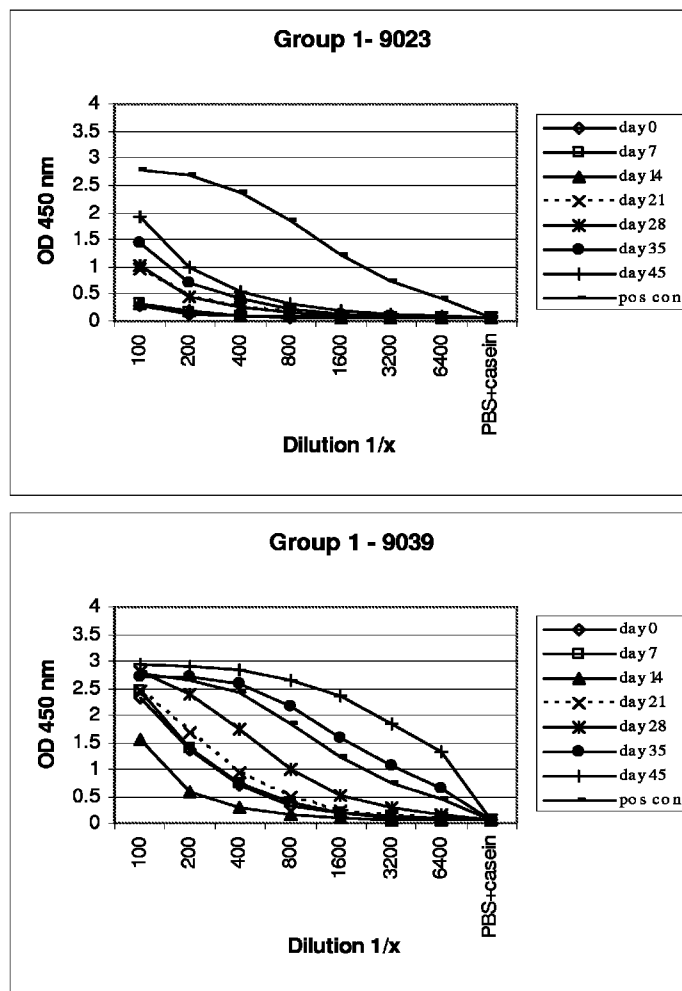 Group 1- 9023
OD 450 nm
4
3.5
3
2.5
2
1.5
1
0.5
0
100
200
400
800
1600
3200
6400
PBS+casein
Dilution 1/x
day 0
day 7
day 14
day 21
day 28
day 35
day 45
pos con
Group 1 - 9039
OD 450 nm
4
3.5
3
2.5
2
1.5
1
0.5
0
100
200
400
800
1600
3200
6400
PBS+casein
Dilution 1/x
day 0
day 7
day 14
day 21
day 28
day 35
day 45
pos con